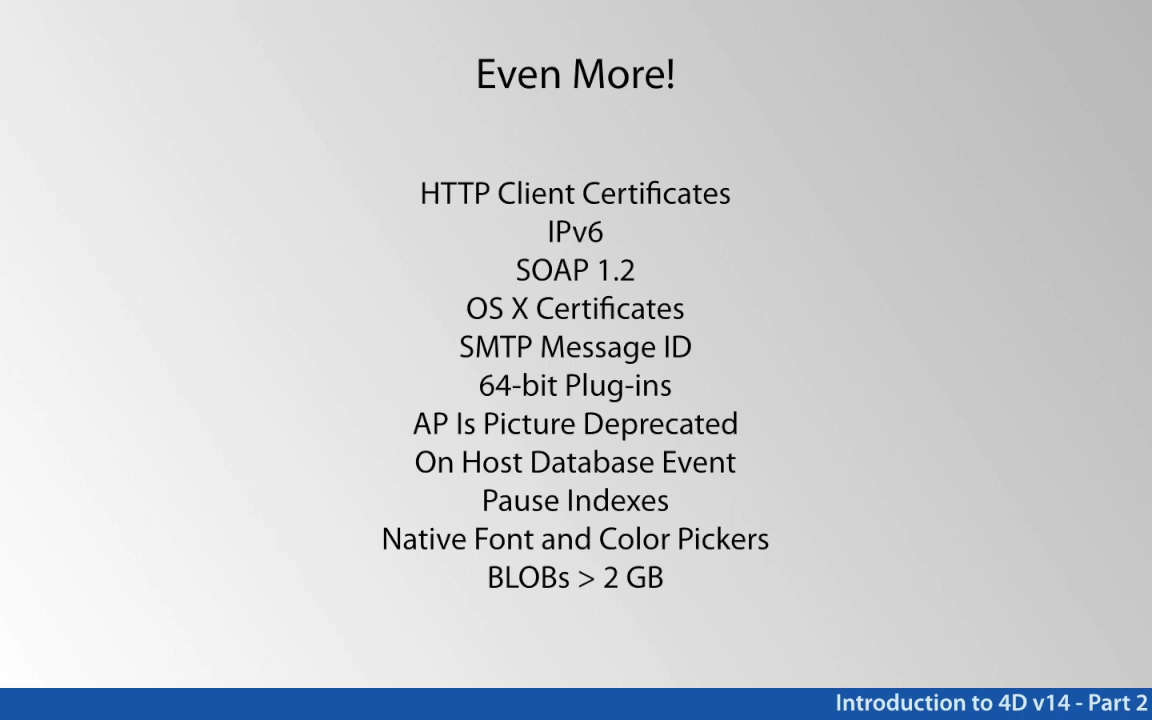 Even More!
HTTP Client Certificates
IPv6
SOAP 1.2
OS X Certificates
SMTP Message ID
64-bit Plug-ins
AP Is Picture Deprecated
On Host Database Event
Pause Indexes
Native Font and Color Pickers
BLOBs > 2 GB
Introduction to 4D v14 - Part 2